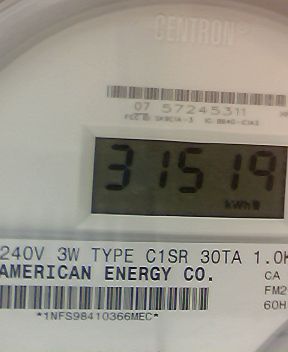 CENTRON
07 57245311
31519
kWh
240V 3W TYPE C1SR 30TA 1.0K
AMERICAN ENERGY CO.
CA
FM2
60H
*1NFS98410366MEC*